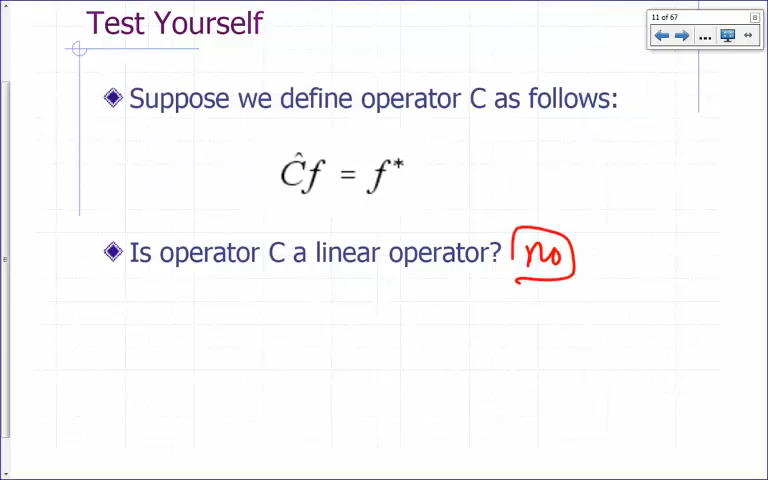 Test Yourself
11 of 67
Suppose we define operator C as follows:
Ĉf = f*
Is operator C a linear operator? no